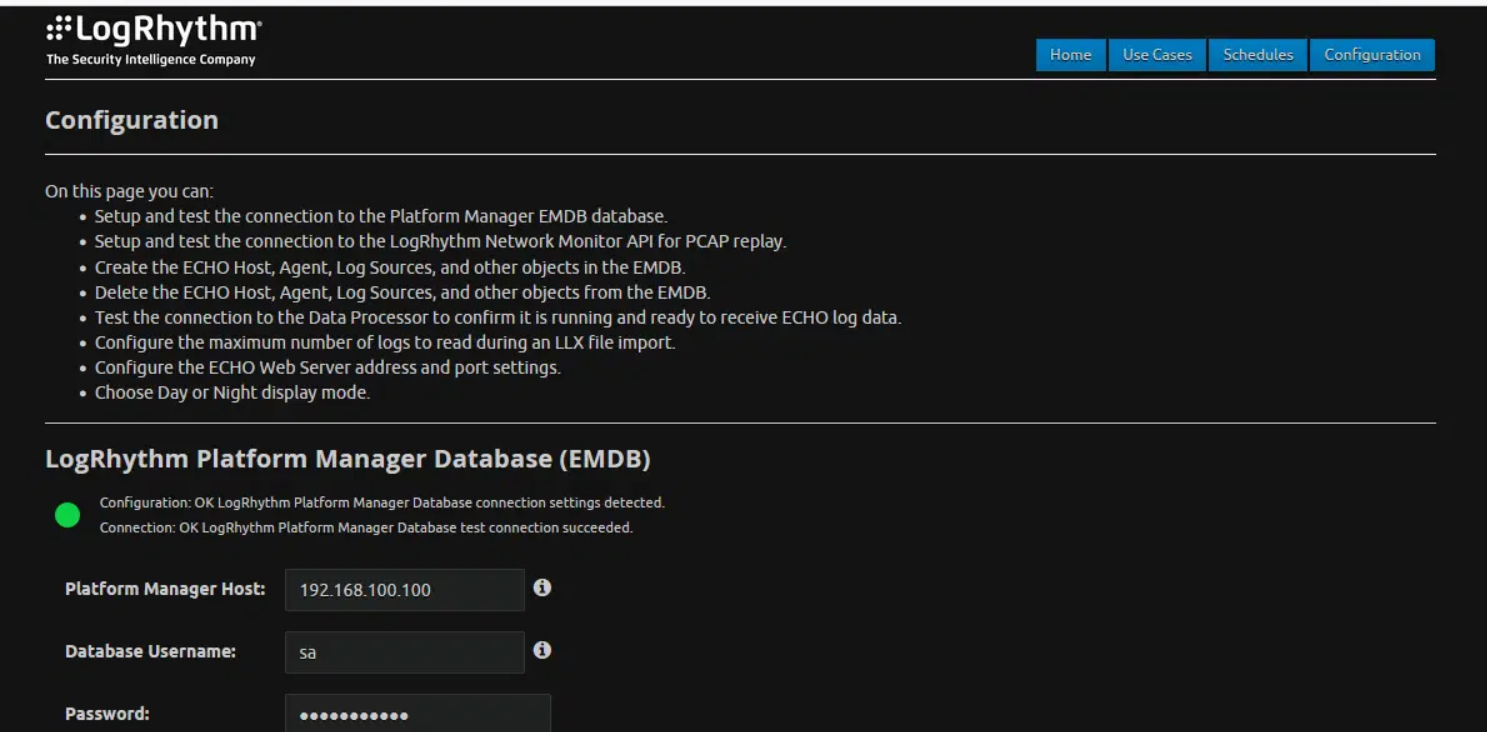 LogRhythm
The Security Intelligence Company
Home Use Cases Schedules Configuration
Configuration
On this page you can:
• Setup and test the connection to the Platform Manager EMDB database.
• Setup and test the connection to the LogRhythm Network Monitor API for PCAP replay.
• Create the ECHO Host, Agent, Log Sources, and other objects in the EMDB.
• Delete the ECHO Host, Agent, Log Sources, and other objects from the EMDB.
• Test the connection to the Data Processor to confirm it is running and ready to receive ECHO log data.
• Configure the maximum number of logs to read during an LLX file import.
• Configure the ECHO Web Server address and port settings.
• Choose Day or Night display mode.
LogRhythm Platform Manager Database (EMDB)
Configuration: OK LogRhythm Platform Manager Database connection settings detected.
Connection: OK LogRhythm Platform Manager Database test connection succeeded.
Platform Manager Host: 192.168.100.100
Database Username: sa
Password: •••••••••••